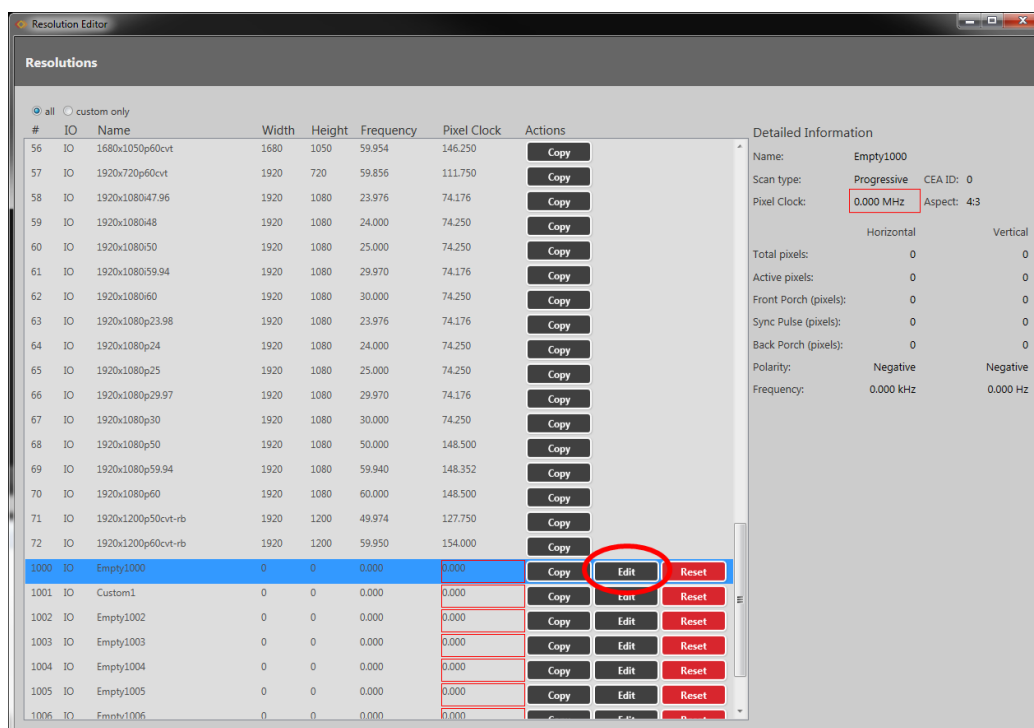 Resolution Editor
Resolutions
all custom only
# IO Name Width Height Frequency Pixel Clock Actions
56 IO 1680x1050p60cvt 1680 1050 59.954 146.250 Copy
57 IO 1920x720p60cvt 1920 720 59.856 111.750 Copy
58 IO 1920x1080i47.96 1920 1080 23.976 74.176 Copy
59 IO 1920x1080i48 1920 1080 24.000 74.250 Copy
60 IO 1920x1080i50 1920 1080 25.000 74.250 Copy
61 IO 1920x1080i59.94 1920 1080 29.970 74.176 Copy
62 IO 1920x1080i60 1920 1080 30.000 74.250 Copy
63 IO 1920x1080p23.98 1920 1080 23.976 74.176 Copy
64 IO 1920x1080p24 1920 1080 24.000 74.250 Copy
65 IO 1920x1080p25 1920 1080 25.000 74.250 Copy
66 IO 1920x1080p29.97 1920 1080 29.970 74.176 Copy
67 IO 1920x1080p30 1920 1080 30.000 74.250 Copy
68 IO 1920x1080p50 1920 1080 50.000 148.500 Copy
69 IO 1920x1080p59.94 1920 1080 59.940 148.352 Copy
70 IO 1920x1080p60 1920 1080 60.000 148.500 Copy
71 IO 1920x1200p50cvt-rb 1920 1200 49.974 127.750 Copy
72 IO 1920x1200p60cvt-rb 1920 1200 59.950 154.000 Copy
1000 IO Empty1000 0 0 0.000 0.000 Copy Edit Reset
1001 IO Custom1 0 0 0.000 0.000 Copy Edit Reset
1002 IO Empty1002 0 0 0.000 0.000 Copy Edit Reset
1003 IO Empty1003 0 0 0.000 0.000 Copy Edit Reset
1004 IO Empty1004 0 0 0.000 0.000 Copy Edit Reset
1005 IO Empty1005 0 0 0.000 0.000 Copy Edit Reset
1006 IO Empty1006 0 0 0.000 0.000 Copy Edit Reset
Detailed Information
Name: Empty1000
Scan type: Progressive CEA ID: 0
Pixel Clock: 0.000 MHz Aspect: 4:3
Horizontal Vertical
Total pixels: 0 0
Active pixels: 0 0
Front Porch (pixels): 0 0
Sync Pulse (pixels): 0 0
Back Porch (pixels): 0 0
Polarity: Negative Negative
Frequency: 0.000 kHz 0.000 Hz